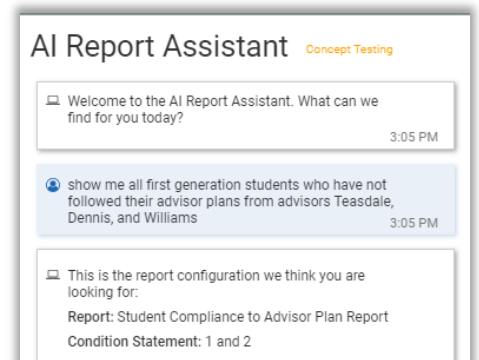 AI Report Assistant Concept Testing
Welcome to the AI Report Assistant. What can we
find for you today?
3:05 PM
show me all first generation students who have not
followed their advisor plans from advisors Teasdale,
Dennis, and Williams
3:05 PM
This is the report configuration we think you are
looking for:
Report: Student Compliance to Advisor Plan Report
Condition Statement: 1 and 2